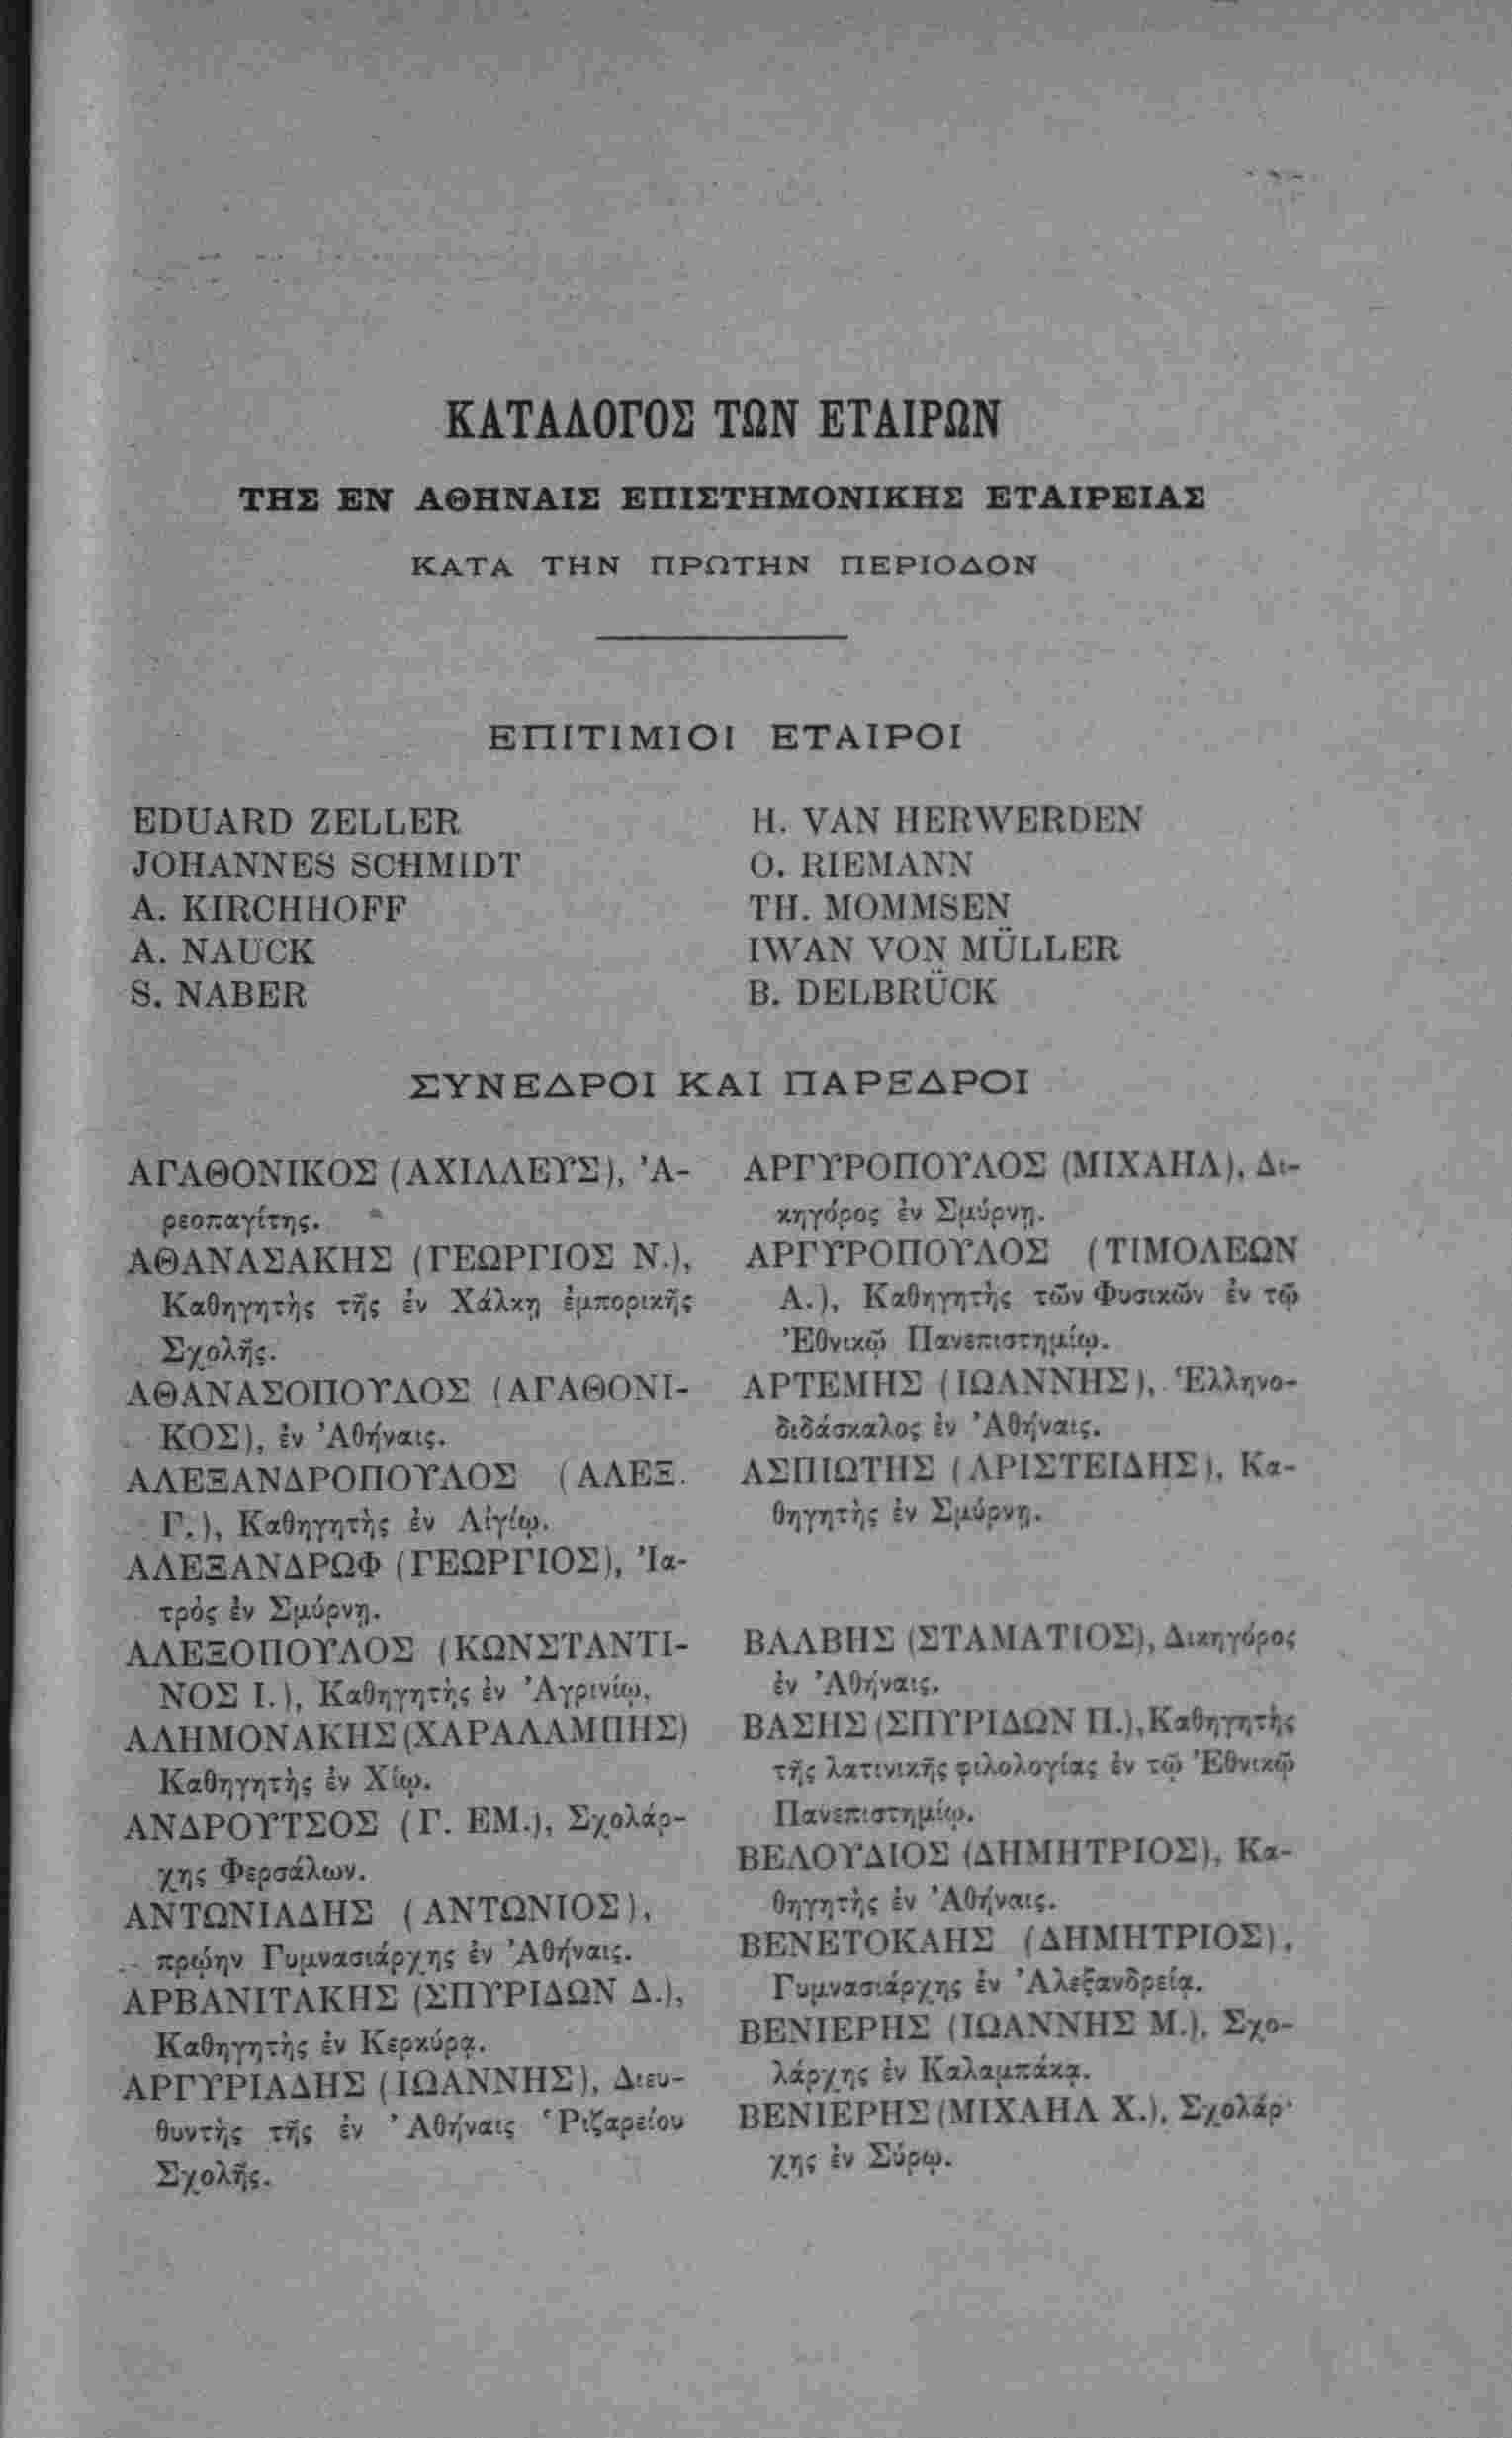 ΚΑΤΑΛΟΓΟΣ ΤΩΝ ΕΤΑΙΡΩΝ
ΤΗΣ ΕΝ ΑΘΗΝΑΙΣ ΕΠΙΣΤΗΜΟΝΙΚΗΣ ΕΤΑΙΡΕΙΑΣ
ΚΑΤΑ ΤΗΝ ΠΡΩΤΗΝ ΠΕΡΙΟΔΟΝ
ΕΠΙΤΙΜΙΟΙ ΕΤΑΙΡΟΙ
EDUARD ZELLER
JOHANNES SCHMIDT
A. KIRCHHOFF
A. NAUCK
S. NABER
H. VAN HERWERDEN
O. RIEMANN
TH. MOMMSEN
IWAN VON MÜLLER
B. DELBRÜCK
ΣΥΝΕΔΡΟΙ ΚΑΙ ΠΑΡΕΔΡΟΙ
ΑΓΑΘΟΝΙΚΟΣ (ΑΧΙΛΛΕΥΣ), Ἀ-
ρεοπαγίτης.
ΑΘΑΝΑΣΑΚΗΣ (ΓΕΩΡΓΙΟΣ Ν.),
Καθηγητὴς τῆς ἐν Χάλκῃ ἐμπορικῆς
Σχολῆς.
ΑΘΑΝΑΣΟΠΟΥΛΟΣ (ΑΓΑΘΟΝΙ-
ΚΟΣ), ἐν Ἀθήναις.
ΑΛΕΞΑΝΔΡΟΠΟΥΛΟΣ (ΑΛΕΞ.
Γ.), Καθηγητὴς ἐν Αἰγίῳ.
ΑΛΕΞΑΝΔΡΩΦ (ΓΕΩΡΓΙΟΣ), Ἰα-
τρός ἐν Σμύρνῃ.
ΑΛΕΞΟΠΟΥΛΟΣ (ΚΩΝΣΤΑΝΤΙ-
ΝΟΣ Ι.), Καθηγητὴς ἐν Ἀγρινίῳ,
ΑΛΗΜΟΝΑΚΗΣ (ΧΑΡΑΛΑΜΠΗΣ)
Καθηγητὴς ἐν Χίῳ.
ΑΝΔΡΟΥΤΣΟΣ (Γ. ΕΜ.), Σχολάρ-
χης Φερσάλων.
ΑΝΤΩΝΙΑΔΗΣ (ΑΝΤΩΝΙΟΣ),
πρῴην Γυμνασιάρχης ἐν Ἀθήναις.
ΑΡΒΑΝΙΤΑΚΗΣ (ΣΠΥΡΙΔΩΝ Δ.),
Καθηγητὴς ἐν Κερκύρᾳ.
ΑΡΓΥΡΙΑΔΗΣ (ΙΩΑΝΝΗΣ), Διευ-
θυντὴς τῆς ἐν Ἀθήναις Ῥιζαρείου
Σχολῆς.
ΑΡΓΥΡΟΠΟΥΛΟΣ (ΜΙΧΑΗΛ), Δι-
κηγόρος ἐν Σμύρνῃ.
ΑΡΓΥΡΟΠΟΥΛΟΣ (ΤΙΜΟΛΕΩΝ
Α.), Καθηγητὴς τῶν Φυσικῶν ἐν τῷ
Ἐθνικῷ Πανεπιστημίῳ.
ΑΡΤΕΜΗΣ (ΙΩΑΝΝΗΣ), Ἑλληνο-
διδάσκαλος ἐν Ἀθήναις.
ΑΣΠΙΩΤΗΣ (ΑΡΙΣΤΕΙΔΗΣ), Κα-
θηγητὴς ἐν Σμύρνῃ.
ΒΑΛΒΗΣ (ΣΤΑΜΑΤΙΟΣ), Δικηγόρος
ἐν Ἀθήναις.
ΒΑΣΗΣ (ΣΠΥΡΙΔΩΝ Π.), Καθηγητὴς
τῆς λατινικῆς φιλολογίας ἐν τῷ Ἐθνικῷ
Πανεπιστημίῳ.
ΒΕΛΟΥΔΙΟΣ (ΔΗΜΗΤΡΙΟΣ), Κα-
θηγητὴς ἐν Ἀθήναις.
ΒΕΝΕΤΟΚΛΗΣ (ΔΗΜΗΤΡΙΟΣ),
Γυμνασιάρχης ἐν Ἀλεξανδρείᾳ.
ΒΕΝΙΕΡΗΣ (ΙΩΑΝΝΗΣ Μ.), Σχο-
λάρχης ἐν Καλαμπάκᾳ.
ΒΕΝΙΕΡΗΣ (ΜΙΧΑΗΛ Χ.), Σχολάρ-
χης ἐν Σύρῳ.